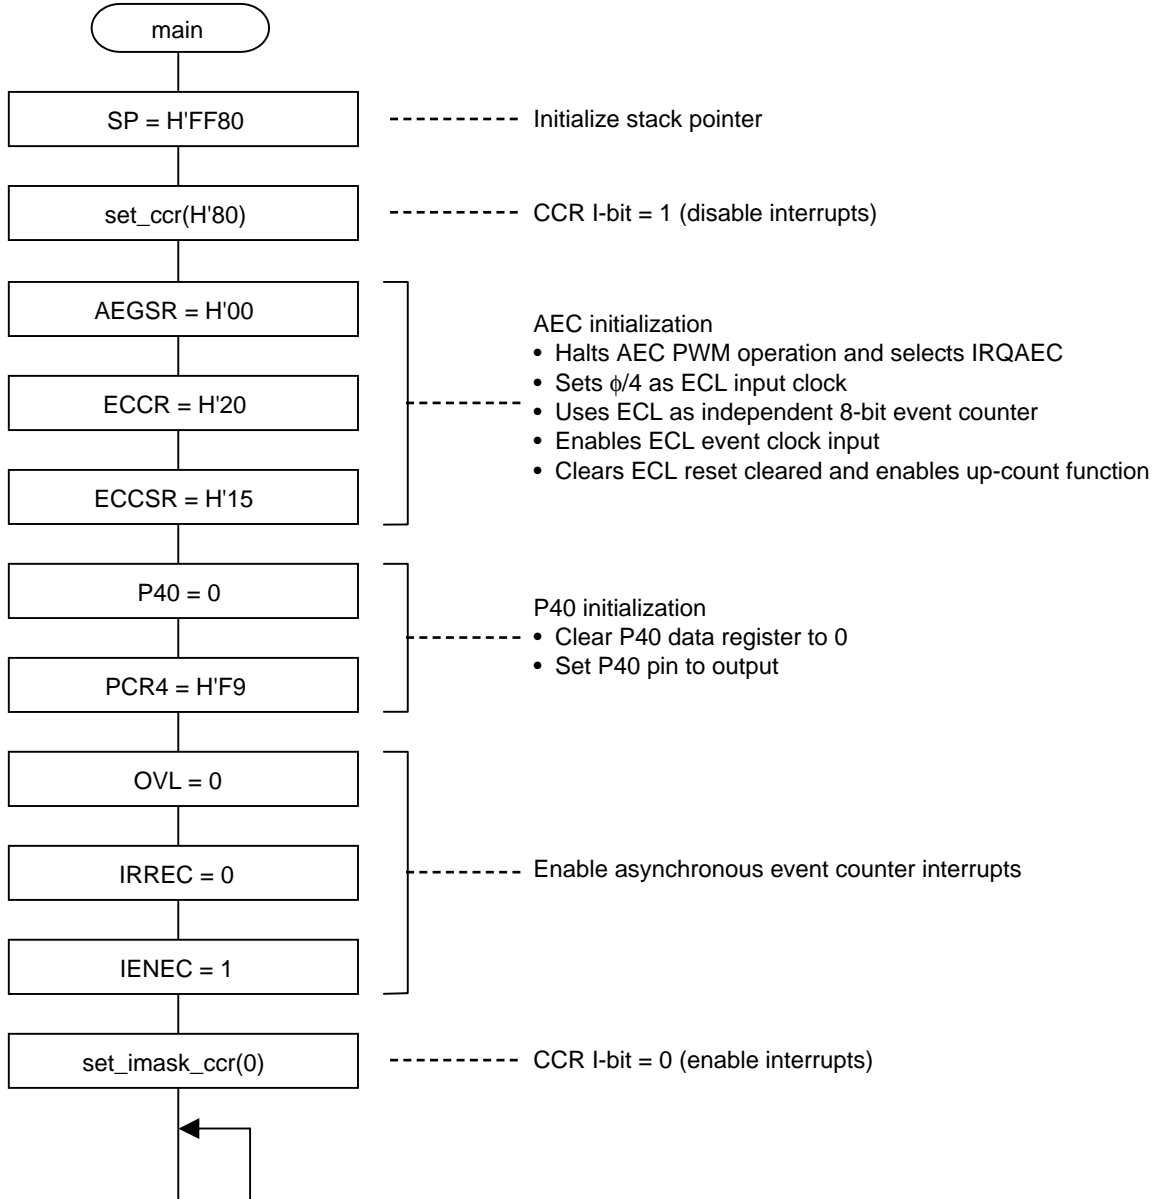 main
SP = H'FF80
Initialize stack pointer
set_ccr(H'80)
CCR I-bit = 1 (disable interrupts)
AEGSR = H'00
ECCR = H'20
ECCSR = H'15
AEC initialization
• Halts AEC PWM operation and selects IRQAEC
• Sets ϕ/4 as ECL input clock
• Uses ECL as independent 8-bit event counter
• Enables ECL event clock input
• Clears ECL reset cleared and enables up-count function
P40 = 0
PCR4 = H'F9
P40 initialization
• Clear P40 data register to 0
• Set P40 pin to output
OVL = 0
IRREC = 0
IENEC = 1
Enable asynchronous event counter interrupts
set_imask_ccr(0)
CCR I-bit = 0 (enable interrupts)